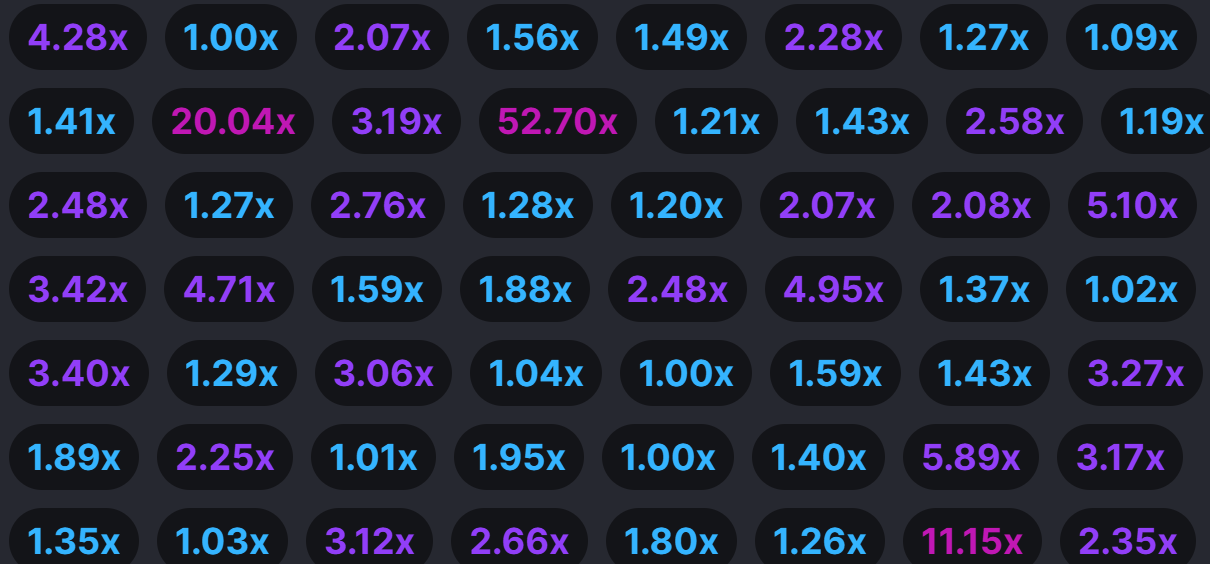 4.28x 1.00x 2.07x 1.56x 1.49x 2.28x 1.27x 1.09x
1.41x 20.04x 3.19x 52.70x 1.21x 1.43x 2.58x 1.19x
2.48x 1.27x 2.76x 1.28x 1.20x 2.07x 2.08x 5.10x
3.42x 4.71x 1.59x 1.88x 2.48x 4.95x 1.37x 1.02x
3.40x 1.29x 3.06x 1.04x 1.00x 1.59x 1.43x 3.27x
1.89x 2.25x 1.01x 1.95x 1.00x 1.40x 5.89x 3.17x
1.35x 1.03x 3.12x 2.66x 1.80x 1.26x 11.15x 2.35x